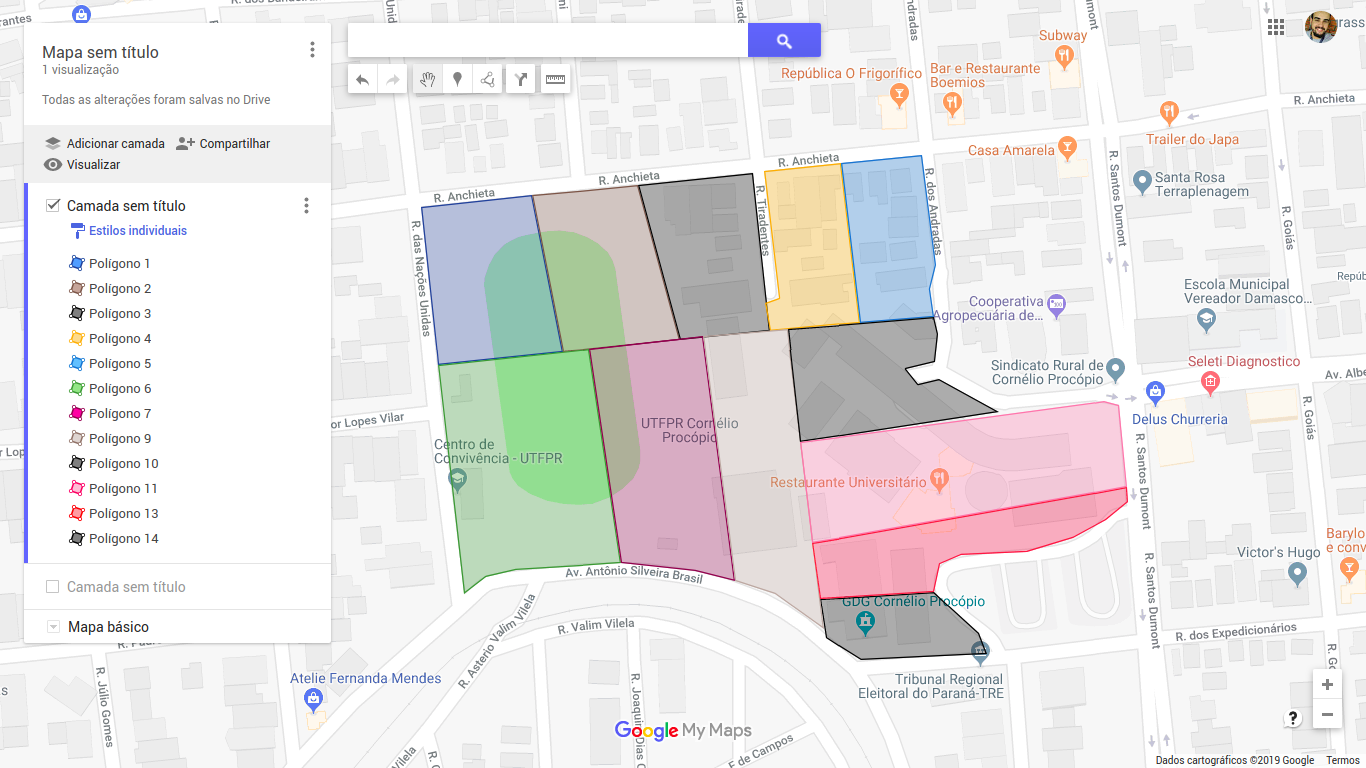 Mapa sem título
1 visualização
Todas as alterações foram salvas no Drive
Adicionar camada
Compartilhar
Visualizar
Camada sem título
Estilos individuais
Polígono 1
Polígono 2
Polígono 3
Polígono 4
Polígono 5
Polígono 6
Polígono 7
Polígono 9
Polígono 10
Polígono 11
Polígono 13
Polígono 14
Camada sem título
Mapa básico
Subway
República O Frigorífico
Bar e Restaurante
Boemios
R. Anchieta
Trailer do Japa
Casa Amarela
R. Anchieta
R. Anchieta
R. Anchieta
Santa Rosa
Terraplenagem
R. das Nações Unidas
R. Tiradentes
R. dos Andradas
R. Santos Dumont
R. Goiás
Escola Municipal
Vereador Damasco...
Cooperativa
Agropecuária de...
Sindicato Rural de
Cornélio Procópio
Seleti Diagnostico
Av. Albe
Delus Churreria
R. Goiás
or Lopes Vilar
UTFPR Cornélio
Procópio
Centro de
Convivência - UTFPR
Restaurante Universitário
R. Santos Dumont
Barylo
e conv
Victor's Hugo
R. Santos Dumont
Av. Antônio Silveira Brasil
GDG Cornélio Procópio
R. Valim Vilela
R. Asterio Valim Vilela
R. dos Expedicionários
Tribunal Regional
Eleitoral do Paraná-TRE
Atelie Fernanda Mendes
R. Júlio Gomes
Google My Maps
F de Campos
?
Dados cartográficos ©2019 Google
Termos